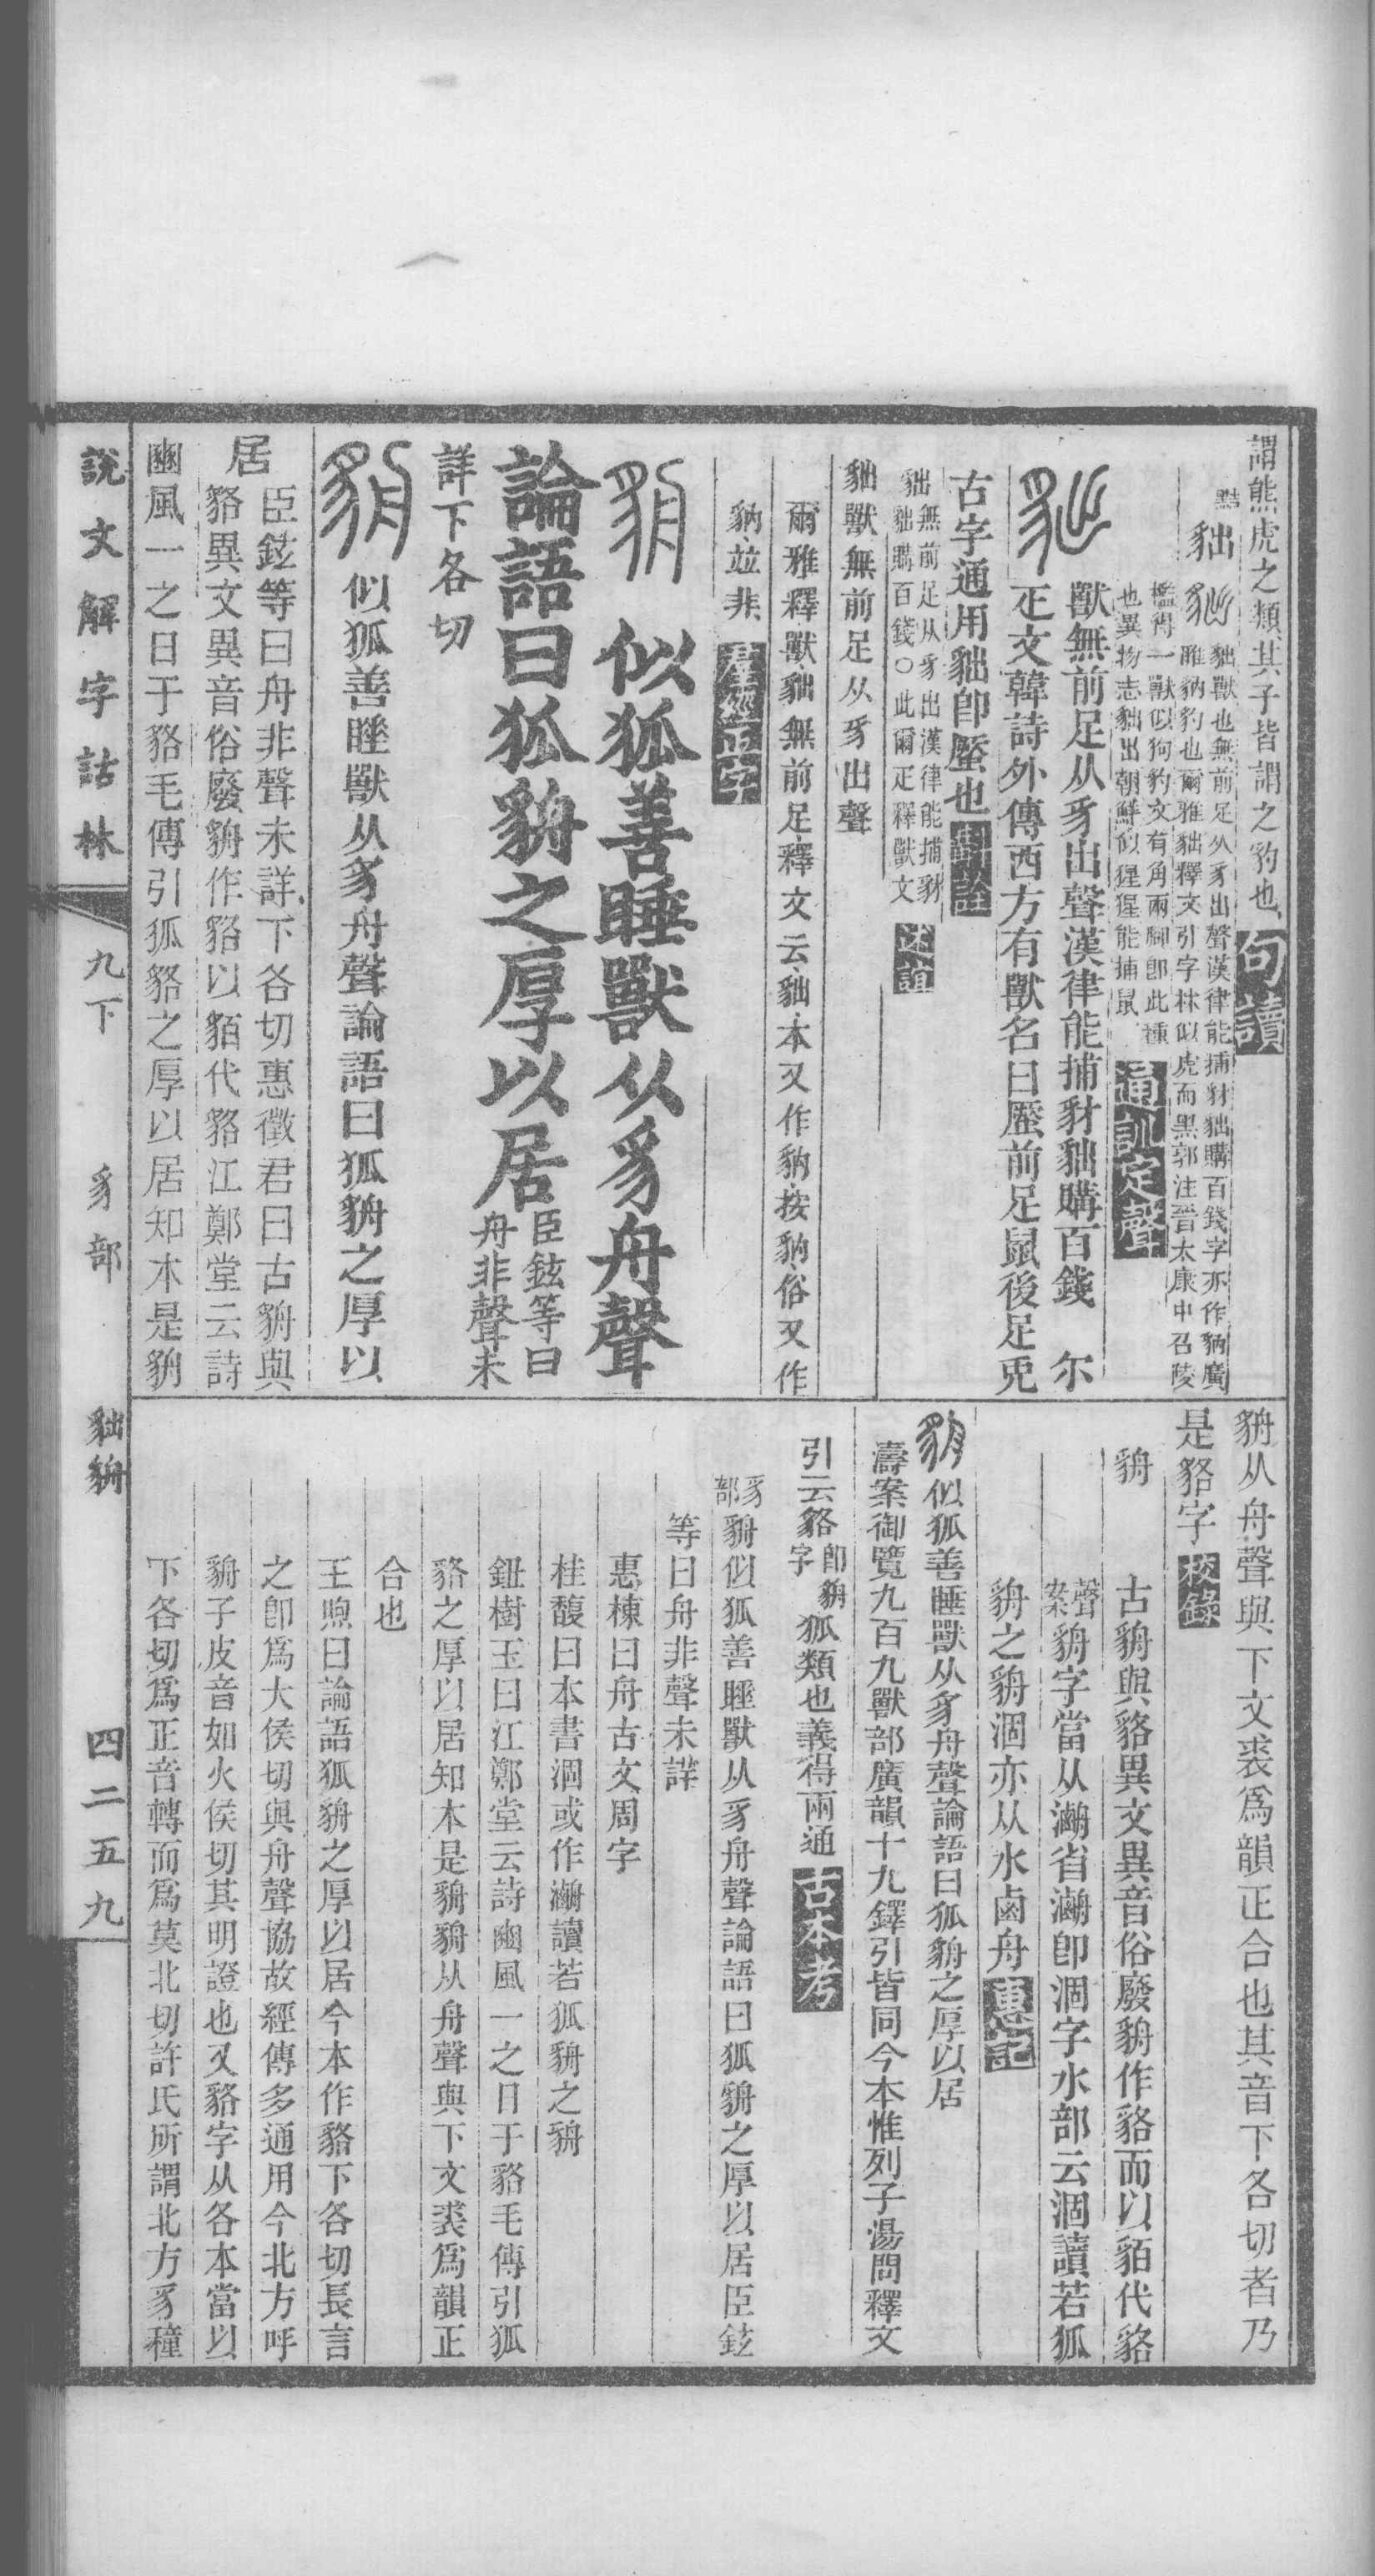 謂熊虎之類其子皆謂之豹也句讀
貀
貀獸也無前足从豸出聲漢律能捕豺貀購百錢字亦作豽廣
雅豽豹也爾雅貀釋文引字林似虎而黑郭注晉太康中召陵
檻得一獸似狗豹文有角兩腳即此種
也異物志貀出朝鮮似猩猩能捕鼠
通訓定聲
獸無前足从豸出聲漢律能捕豺貀購百錢　尔
疋文韓詩外傳西方有獸名曰蟨前足鼠後足兎
古字通用貀卽蟨也斠詮
貀無前足从豸出漢律能捕豺
貀購百錢○此爾疋釋獸文
述誼
貀獸無前足从豸出聲
爾雅釋獸貀無前足釋文云貀本又作豽按豽俗又作
豽竝非羣經正字
似狐善睡獸从豸舟聲
論語曰狐貈之厚以居臣鉉等曰舟非聲未
詳下各切
似狐善睡獸从豸舟聲論語曰狐貈之厚以
居
臣鉉等曰舟非聲未詳下各切惠徵君曰古貈與
貉異文異音俗廢貈作貉以貊代貉江鄭堂云詩
豳風一之日于貉毛傳引狐貉之厚以居知本是貈
貈从舟聲與下文裘爲韻正合也其音下各切者乃
是貉字校錄
貈　古貈與貉異文異音俗廢貈作貉而以貊代貉
聲案貈字當从㵞省㵞卽涸字水部云涸讀若狐
貈之貈涸亦从水鹵舟惠記
似狐善睡獸从豸舟聲論語曰狐貈之厚以居
濤案御覽九百九獸部廣韻十九鐸引皆同今本惟列子湯問釋文
引云貉卽貈字狐類也義得兩通古本考
豸部貈似狐善睡獸从豸舟聲論語曰狐貈之厚以居臣鉉
等曰舟非聲未詳
惠棟曰舟古文周字
桂馥曰本書涸或作㵞讀若狐貈之貈
鈕樹玉曰江鄭堂云詩豳風一之日于貉毛傳引狐
貉之厚以居知本是貈貈从舟聲與下文裘爲韻正
合也
王煦曰論語狐貈之厚以居今本作貉下各切長言
之卽爲大侯切與舟聲協故經傳多通用今北方呼
貈子皮音如火侯切其明證也又貉字从各本當以
下各切爲正音轉而爲莫北切許氏所謂北方豸穜
說文解字詁林　九下　豸部　貀貈　四二五九